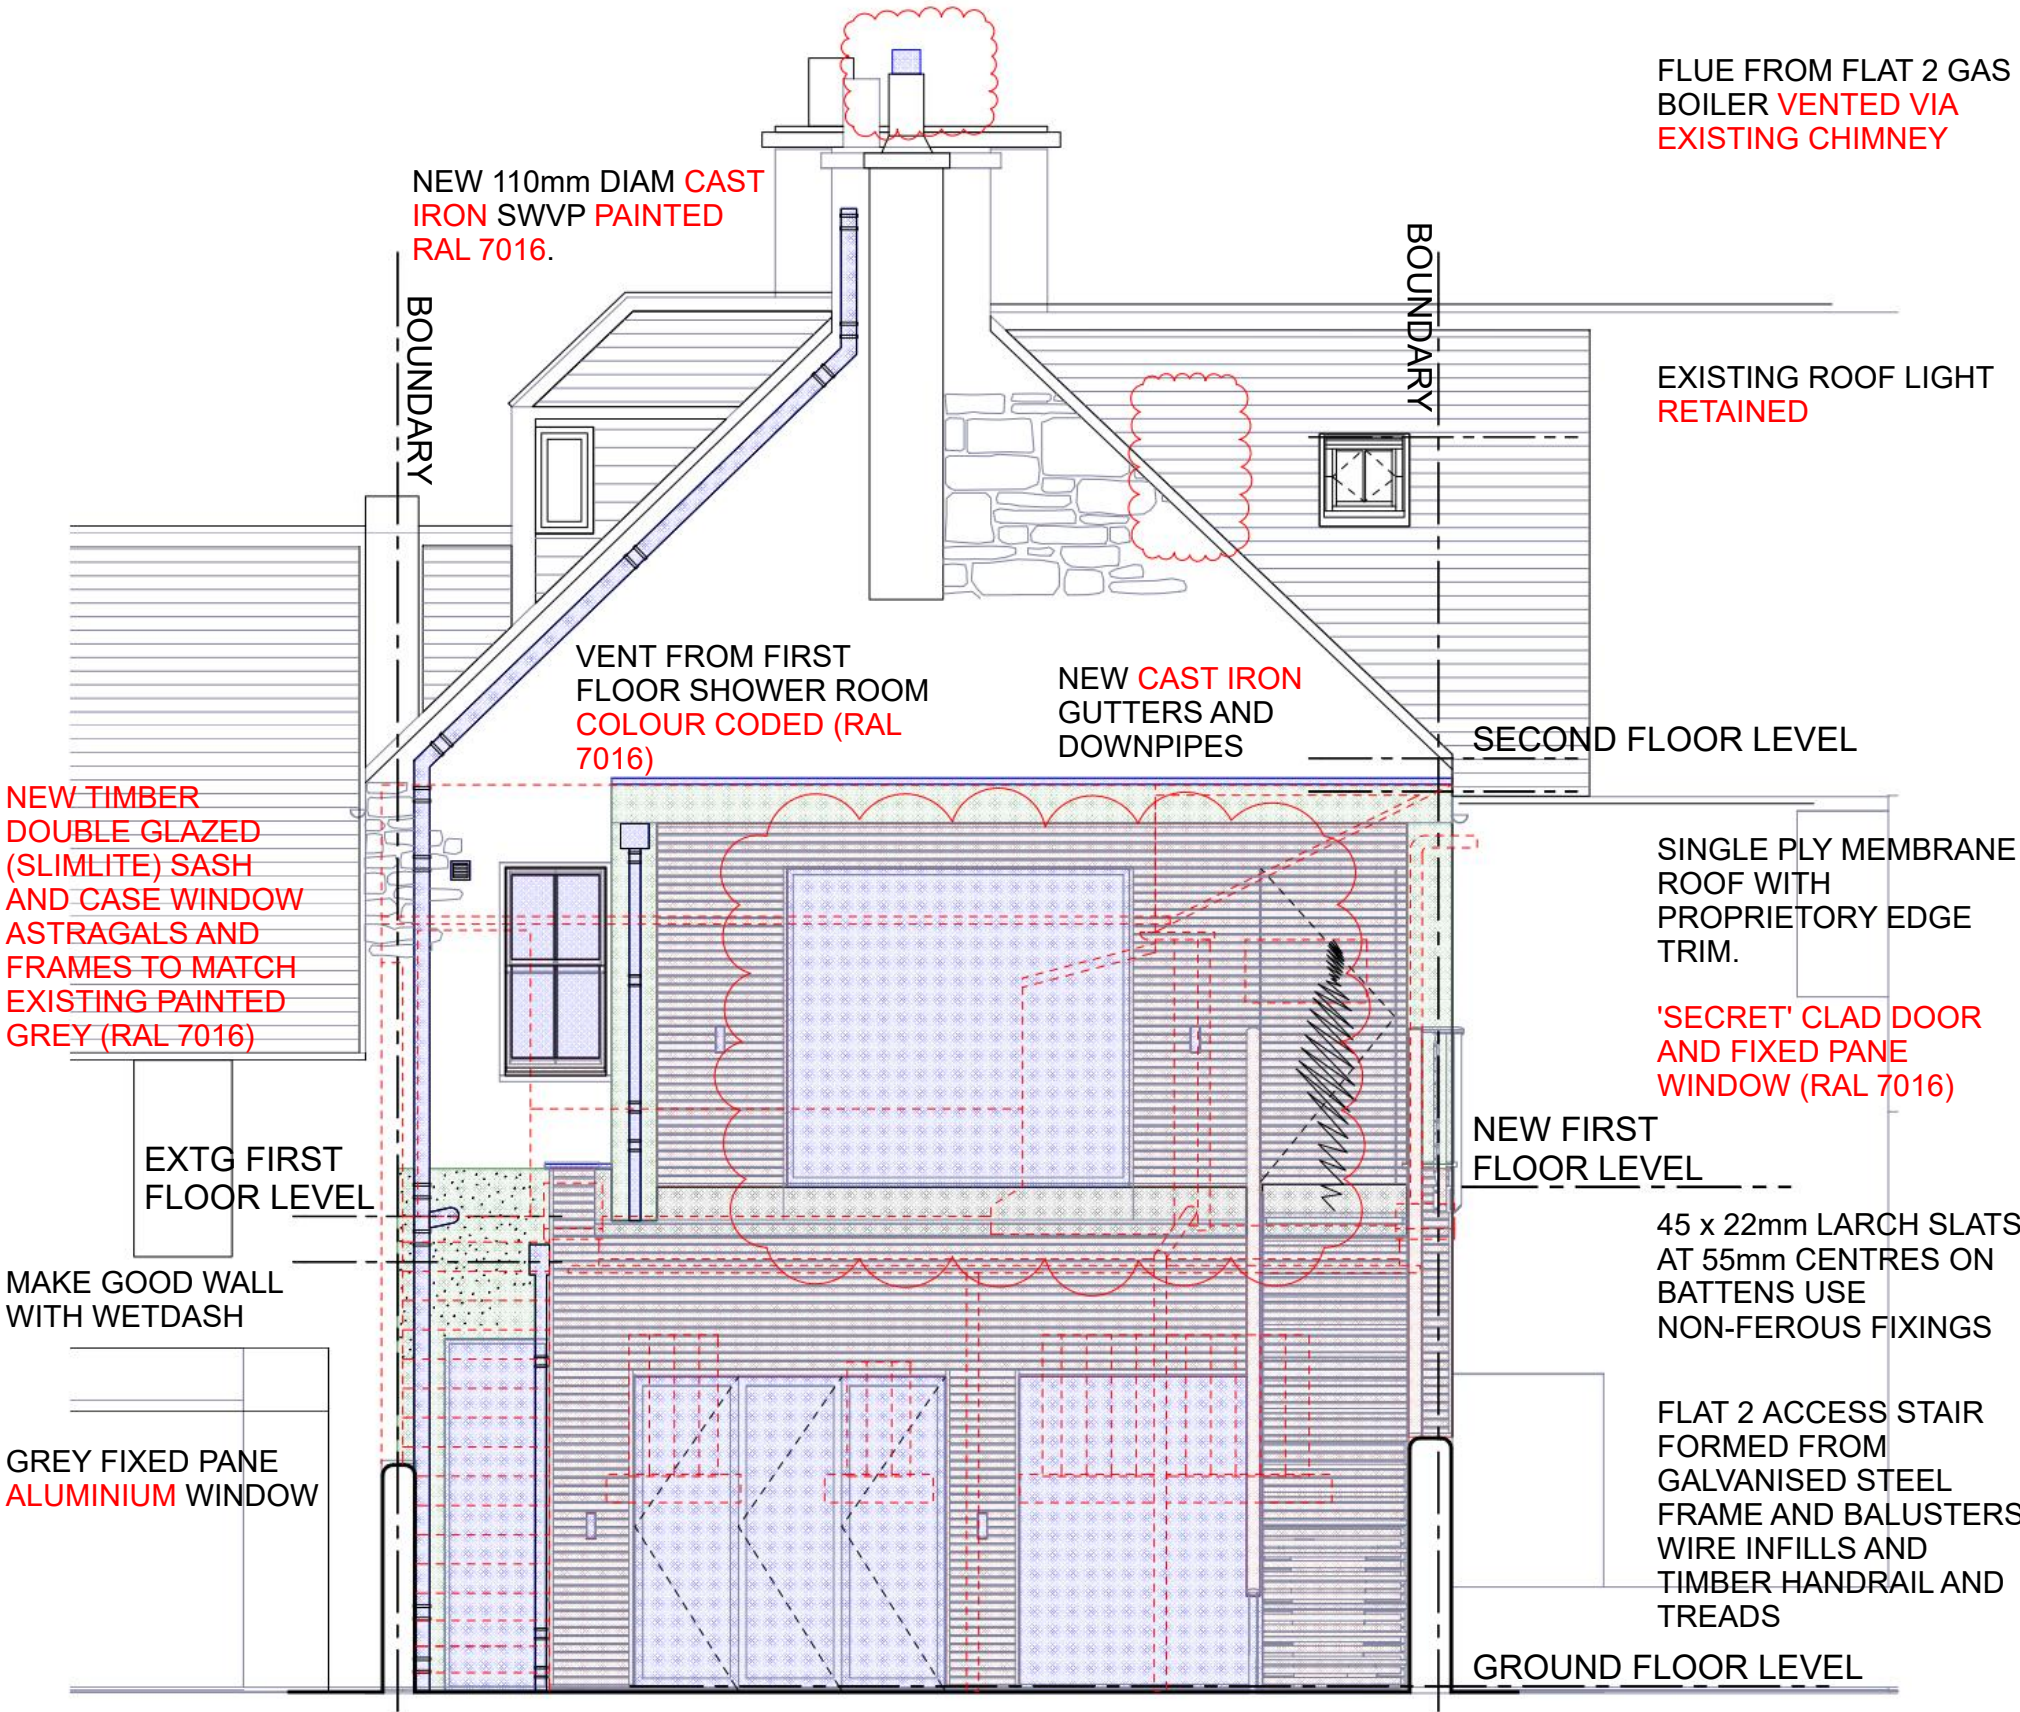 FLUE FROM FLAT 2 GAS
BOILER VENTED VIA
EXISTING CHIMNEY
NEW 110mm DIAM CAST
IRON SWVP PAINTED
RAL 7016.
BOUNDARY
BOUNDARY
EXISTING ROOF LIGHT
RETAINED
VENT FROM FIRST
FLOOR SHOWER ROOM
COLOUR CODED (RAL
7016)
NEW CAST IRON
GUTTERS AND
DOWNPIPES
SECOND FLOOR LEVEL
NEW TIMBER
DOUBLE GLAZED
(SLIMLITE) SASH
AND CASE WINDOW
ASTRAGALS AND
FRAMES TO MATCH
EXISTING PAINTED
GREY (RAL 7016)
SINGLE PLY MEMBRANE
ROOF WITH
PROPRIETORY EDGE
TRIM.
'SECRET' CLAD DOOR
AND FIXED PANE
WINDOW (RAL 7016)
EXTG FIRST
FLOOR LEVEL
NEW FIRST
FLOOR LEVEL
MAKE GOOD WALL
WITH WETDASH
45 x 22mm LARCH SLATS
AT 55mm CENTRES ON
BATTENS USE
NON-FEROUS FIXINGS
GREY FIXED PANE
ALUMINIUM WINDOW
FLAT 2 ACCESS STAIR
FORMED FROM
GALVANISED STEEL
FRAME AND BALUSTERS
WIRE INFILLS AND
TIMBER HANDRAIL AND
TREADS
GROUND FLOOR LEVEL